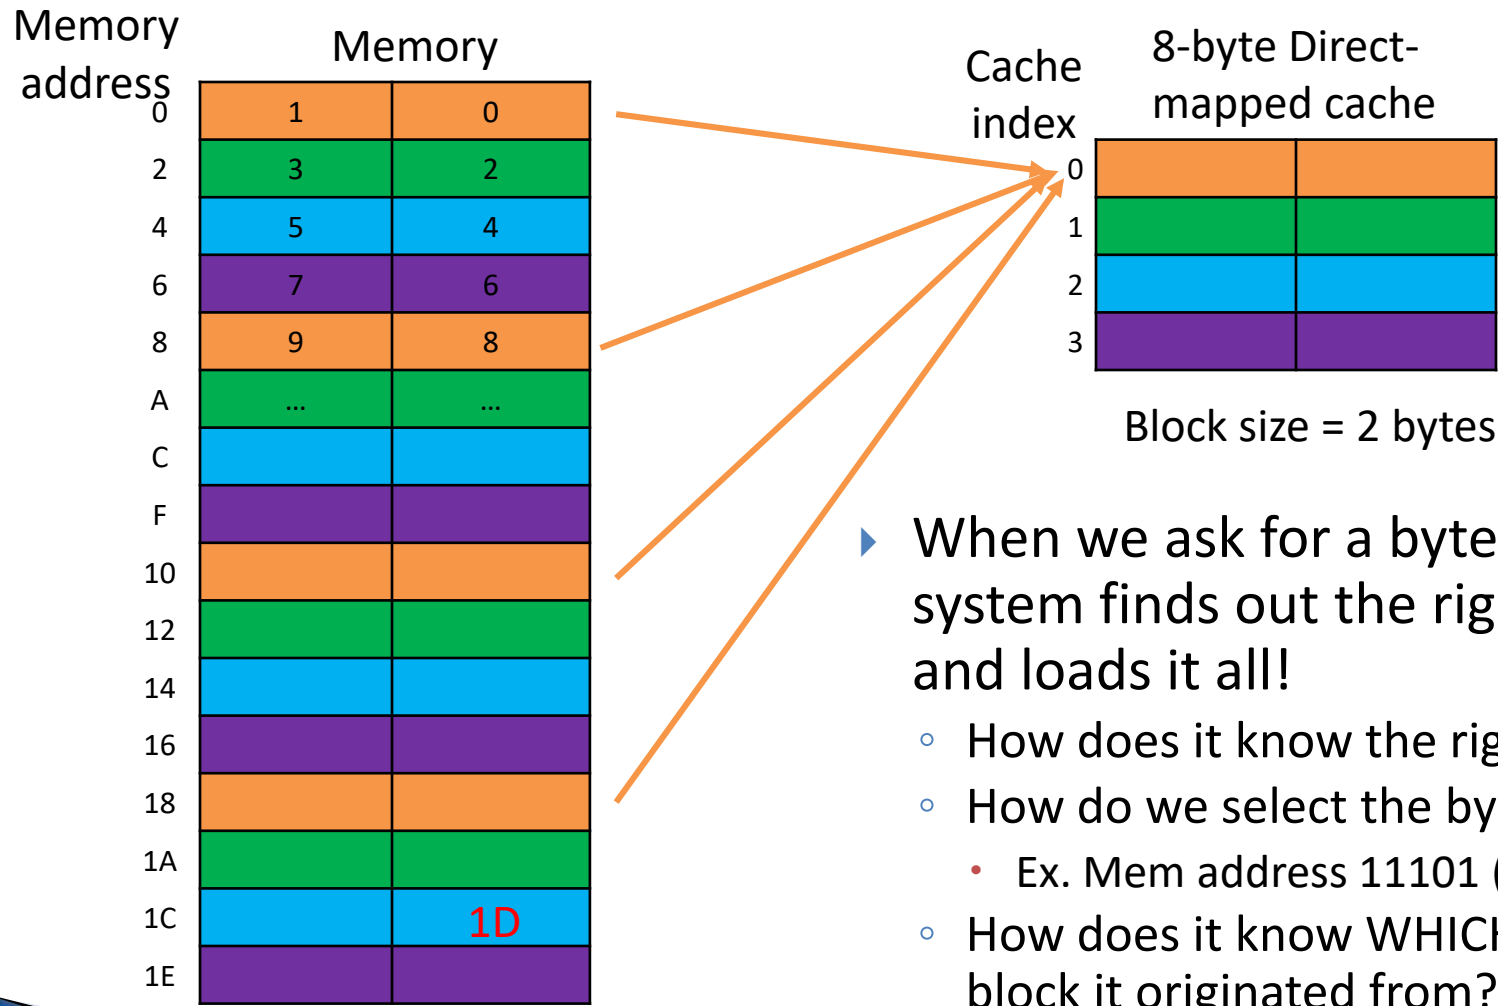 Memory
address
Memory
0 1 0
2 3 2
4 5 4
6 7 6
8 9 8
A ... ...
C
F
10
12
14
16
18
1A
1C 1D
1E
Cache
index
8-byte Direct-
mapped cache
0
1
2
3
Block size = 2 bytes
When we ask for a byte
system finds out the rig
and loads it all!
How does it know the rig
How do we select the by
Ex. Mem address 11101 (
How does it know WHICH
block it originated from?